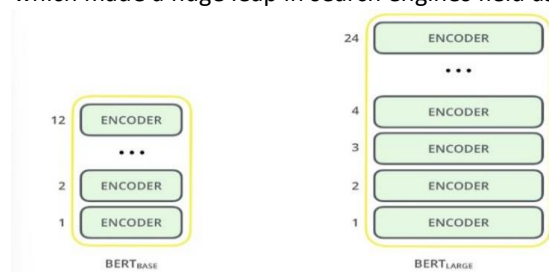 which made a huge leap in search engines field as
24 ENCODER
...
12 ENCODER
4 ENCODER
...
3 ENCODER
2 ENCODER
2 ENCODER
1 ENCODER
1 ENCODER
BERTBASE
BERTLARGE